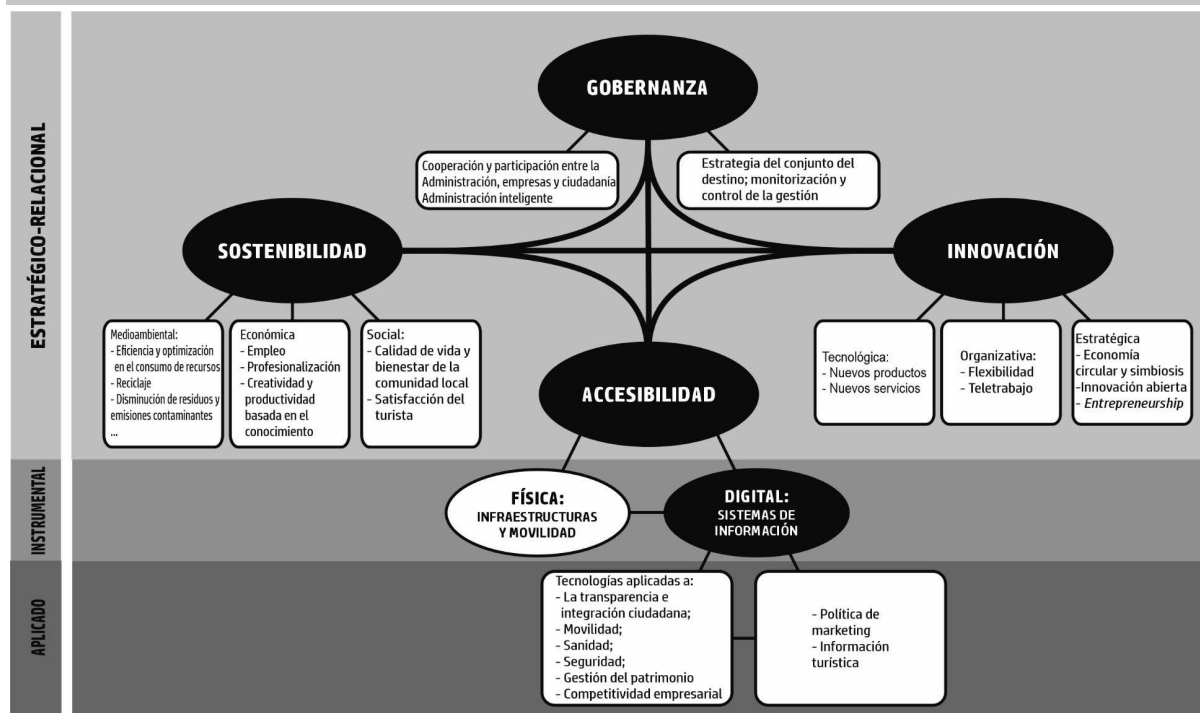 ESTRATÉGICO-RELACIONAL
GOBERNANZA
Cooperación y participación entre la
Administración, empresas y ciudadanía
Administración inteligente
Estrategia del conjunto del
destino; monitorización y
control de la gestión
SOSTENIBILIDAD
INNOVACIÓN
Medioambiental:
- Eficiencia y optimización
en el consumo de recursos
- Reciclaje
- Disminución de residuos y
emisiones contaminantes
...
Económica
- Empleo
- Profesionalización
- Creatividad y
productividad
basada en el
conocimiento
Social:
- Calidad de vida y
bienestar de la
comunidad local
- Satisfacción del
turista
ACCESIBILIDAD
Tecnológica:
- Nuevos productos
- Nuevos servicios
Organizativa:
- Flexibilidad
- Teletrabajo
Estratégica
- Economía
circular y simbiosis
-Innovación abierta
- Entrepreneurship
INSTRUMENTAL
FÍSICA:
INFRAESTRUCTURAS
Y MOVILIDAD
DIGITAL:
SISTEMAS DE
INFORMACIÓN
APLICADO
Tecnologías aplicadas a:
- La transparencia e
integración ciudadana;
- Movilidad;
- Sanidad;
- Seguridad;
- Gestión del patrimonio
- Competitividad empresarial
- Política de
marketing
- Información
turística